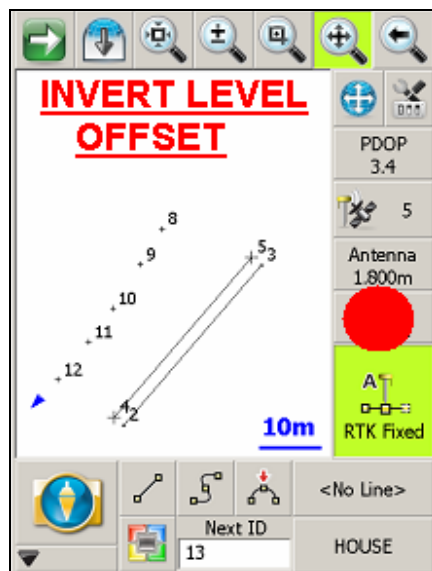 INVERT LEVEL
OFFSET
PDOP
3.4
5
Antenna
1.800m
A
RTK Fixed
8
9
5
3
10
11
12
4
2
10m
<No Line>
Next ID
13
HOUSE